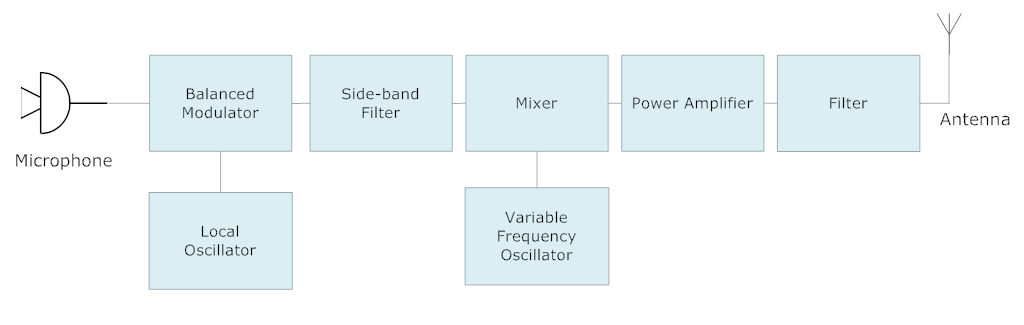 Microphone
Balanced
Modulator
Local
Oscillator
Side-band
Filter
Mixer
Variable
Frequency
Oscillator
Power Amplifier
Filter
Antenna